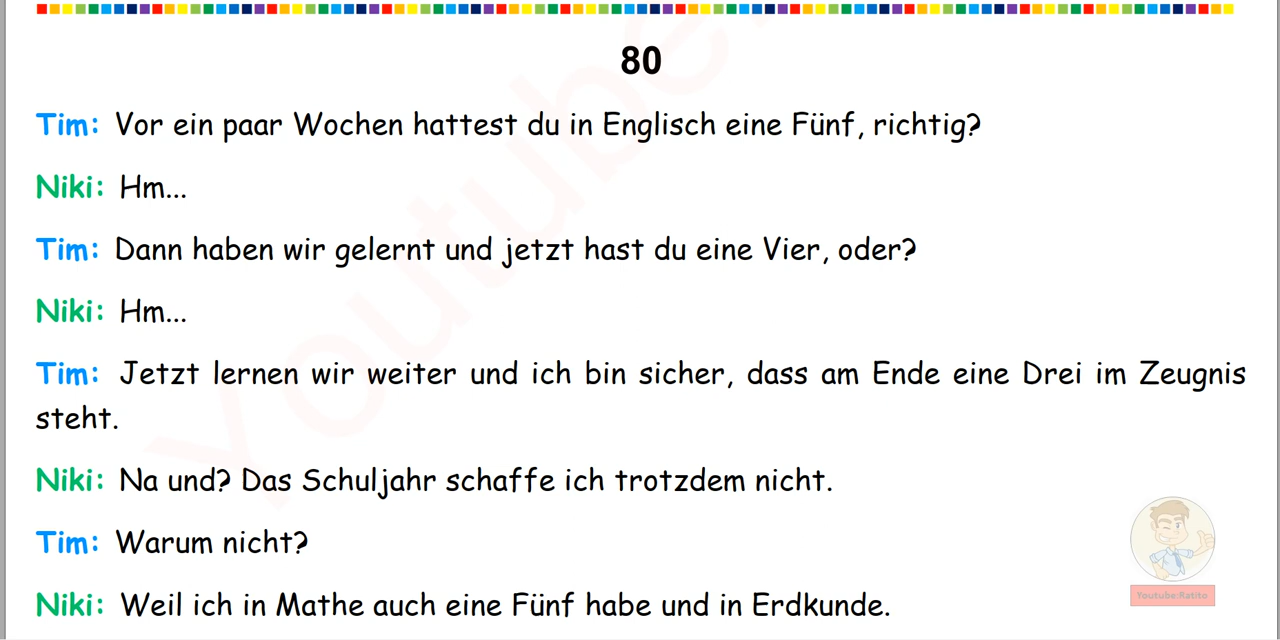 80
Tim: Vor ein paar Wochen hattest du in Englisch eine Fünf, richtig?
Niki: Hm...
Tim: Dann haben wir gelernt und jetzt hast du eine Vier, oder?
Niki: Hm...
Tim: Jetzt lernen wir weiter und ich bin sicher, dass am Ende eine Drei im Zeugnis
steht.
Niki: Na und? Das Schuljahr schaffe ich trotzdem nicht.
Tim: Warum nicht?
Niki: Weil ich in Mathe auch eine Fünf habe und in Erdkunde.
Youtube:Ratito
Youtube: